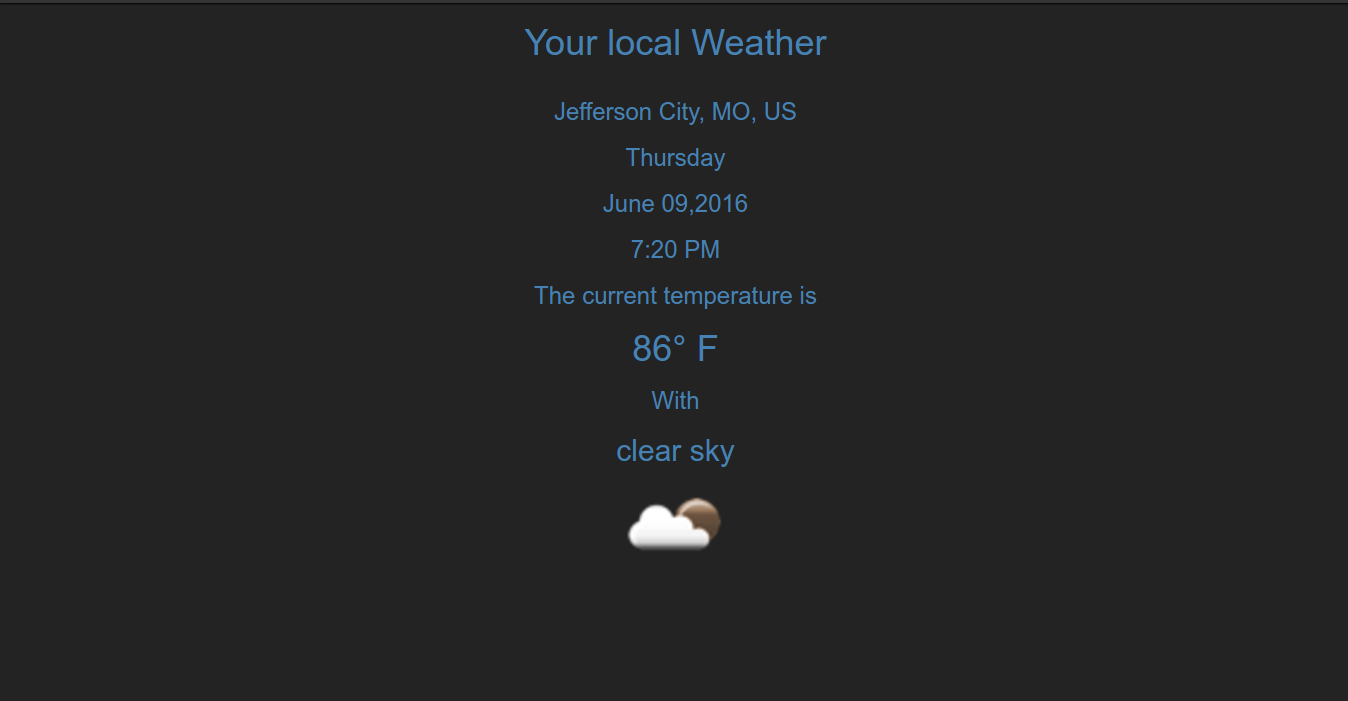 Your local Weather
Jefferson City, MO, US
Thursday
June 09,2016
7:20 PM
The current temperature is
86° F
With
clear sky